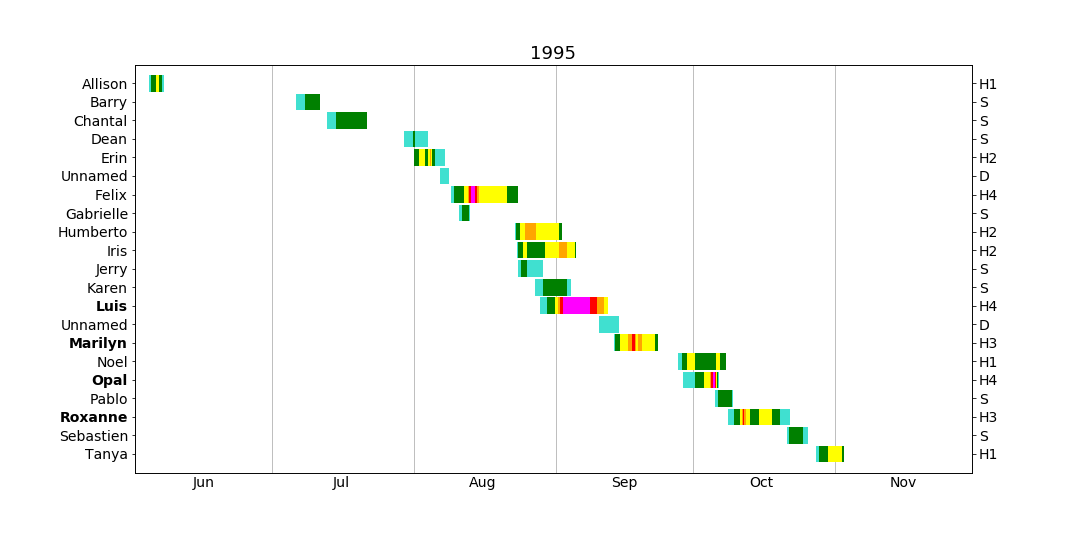 1995
Allison H1
Barry S
Chantal S
Dean S
Erin H2
Unnamed D
Felix H4
Gabrielle S
Humberto H2
Iris H2
Jerry S
Karen S
Luis H4
Unnamed D
Marilyn H3
Noel H1
Opal H4
Pablo S
Roxanne H3
Sebastien S
Tanya H1
Jun Jul Aug Sep Oct Nov